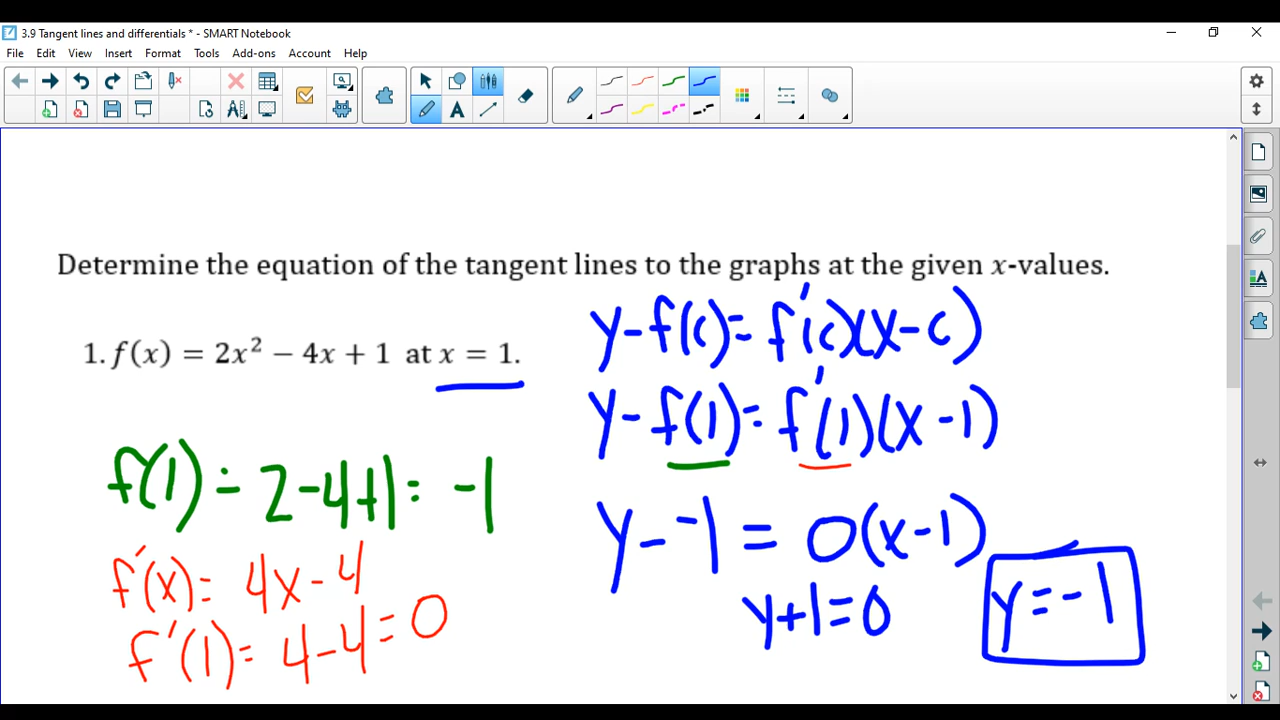 3.9 Tangent lines and differentials * - SMART Notebook
File Edit View Insert Format Tools Add-ons Account Help
Determine the equation of the tangent lines to the graphs at the given x-values.
1. f(x) = 2x² − 4x + 1 at x = 1.
y-f(c)=f'(c)(x-c)
y-f(1)=f'(1)(x-1)
f(1)=2-4+1=-1
y--1=0(x-1)
f'(x)=4x-4
y+1=0
y=-1
f'(1)=4-4=0